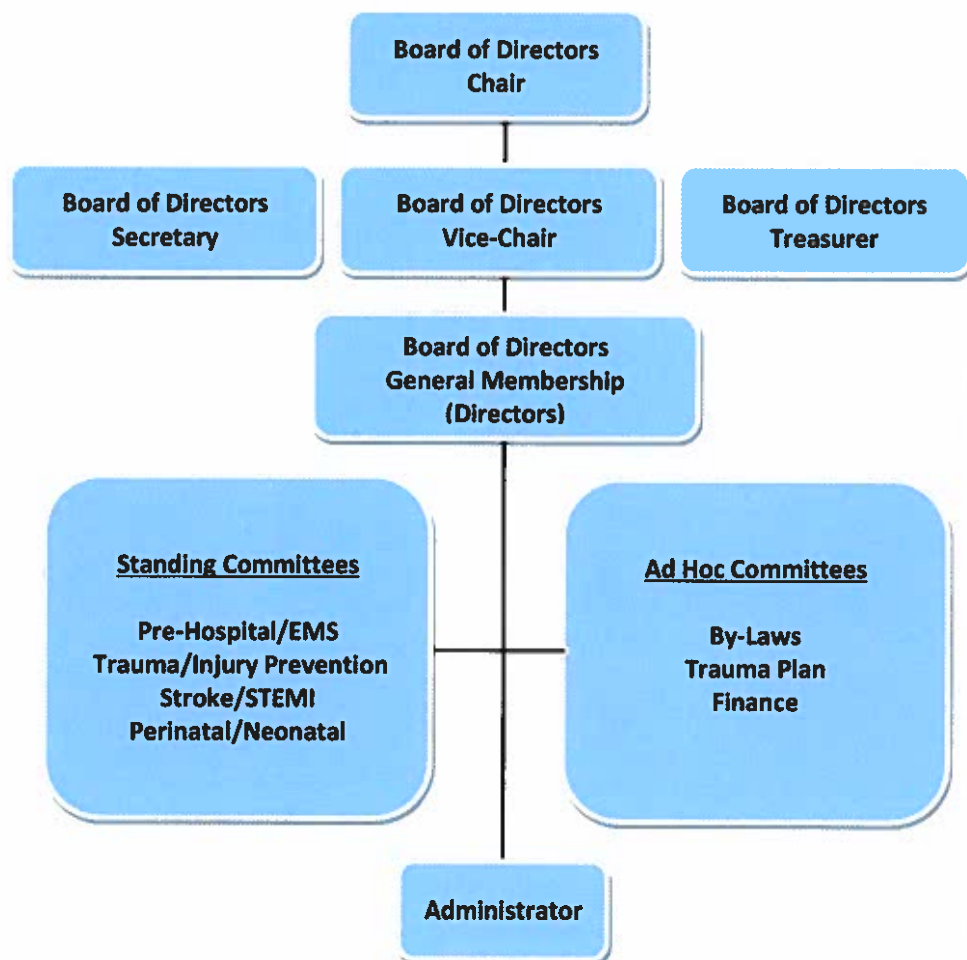 Board of Directors
Chair
Board of Directors
Secretary
Board of Directors
Vice-Chair
Board of Directors
Treasurer
Board of Directors
General Membership
(Directors)
Standing Committees
Pre-Hospital/EMS
Trauma/Injury Prevention
Stroke/STEMI
Perinatal/Neonatal
Ad Hoc Committees
By-Laws
Trauma Plan
Finance
Administrator